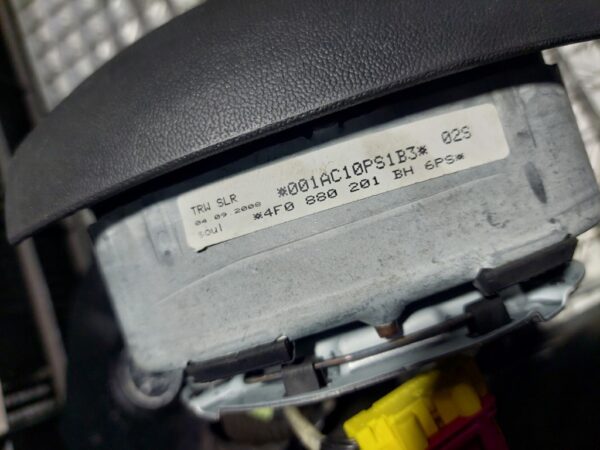 TRW SLR *001AC10PS1B3* 02S
04 09 2008 *4F0 880 201 BH 6PS*
soul